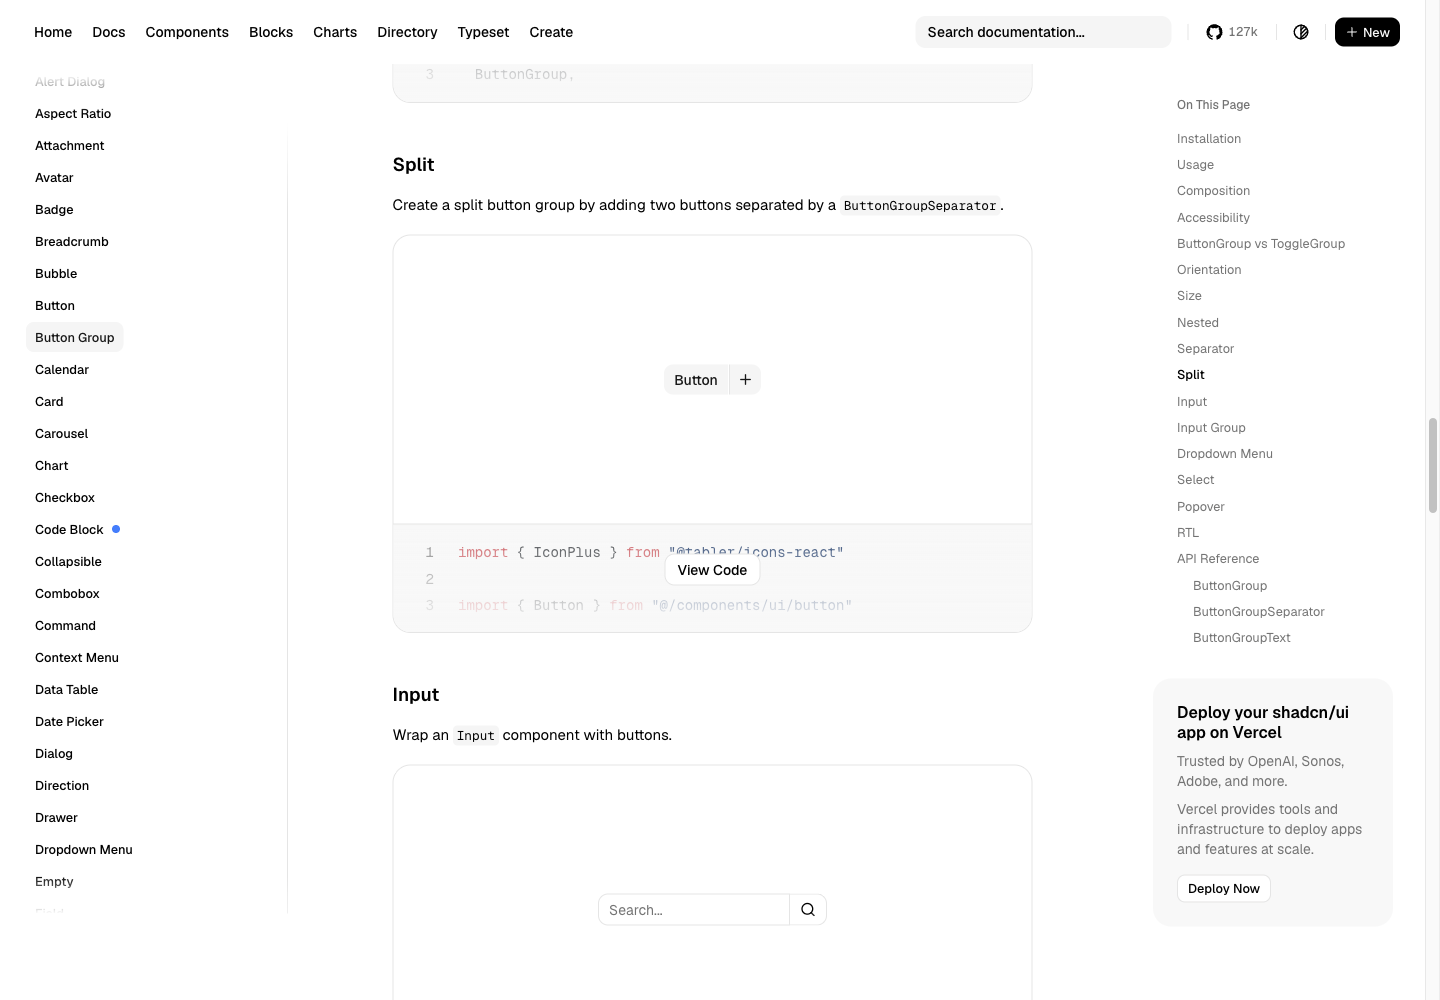 Home Docs Components Blocks Charts Directory Typeset Create
Search documentation...
127k
New
Alert Dialog
Aspect Ratio
Attachment
Avatar
Badge
Breadcrumb
Bubble
Button
Button Group
Calendar
Card
Carousel
Chart
Checkbox
Code Block
Collapsible
Combobox
Command
Context Menu
Data Table
Date Picker
Dialog
Direction
Drawer
Dropdown Menu
Empty
3 ButtonGroup,
Split
Create a split button group by adding two buttons separated by a ButtonGroupSeparator.
Button
1 import { IconPlus } from "@tabler/icons-react"
2
View Code
3 import { Button } from "@/components/ui/button"
Input
Wrap an Input component with buttons.
Search...
On This Page
Installation
Usage
Composition
Accessibility
ButtonGroup vs ToggleGroup
Orientation
Size
Nested
Separator
Split
Input
Input Group
Dropdown Menu
Select
Popover
RTL
API Reference
ButtonGroup
ButtonGroupSeparator
ButtonGroupText
Deploy your shadcn/ui
app on Vercel
Trusted by OpenAI, Sonos,
Adobe, and more.
Vercel provides tools and
infrastructure to deploy apps
and features at scale.
Deploy Now